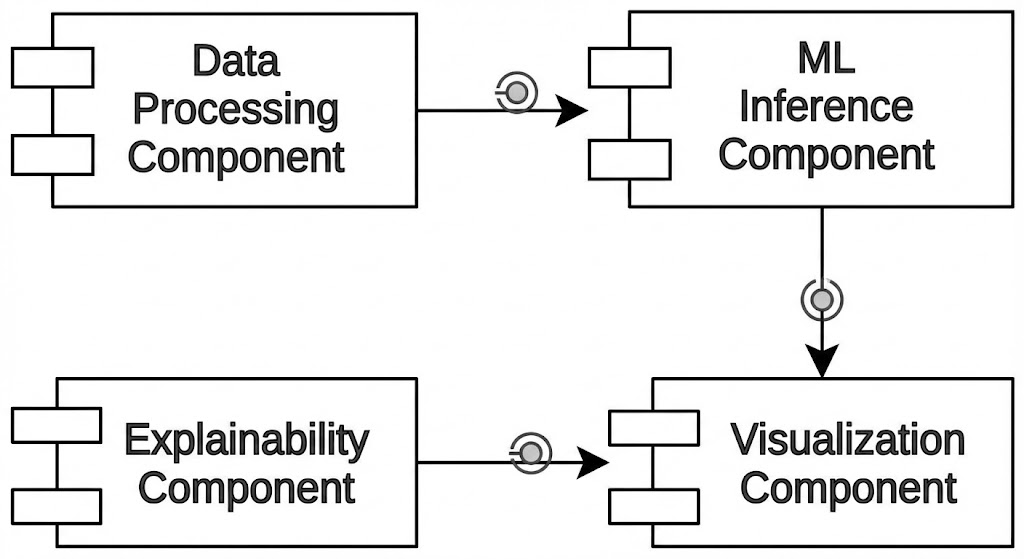 Data
Processing
Component
ML
Inference
Component
Explainability
Component
Visualization
Component